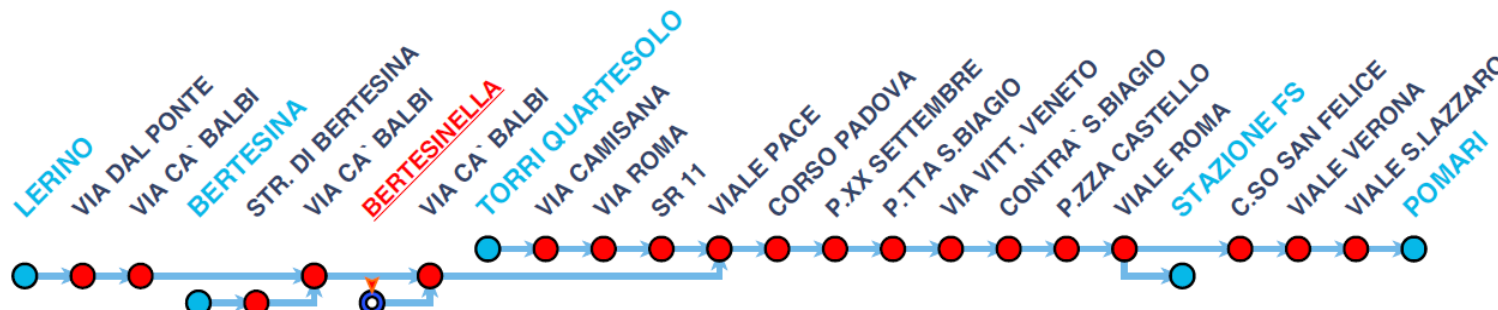 LERINO
VIA DAL PONTE
VIA CA` BALBI
BERTESINA
STR. DI BERTESINA
VIA CA` BALBI
BERTESINELLA
VIA CA` BALBI
TORRI QUARTESOLO
VIA CAMISANA
VIA ROMA
SR 11
VIALE PACE
CORSO PADOVA
P.XX SETTEMBRE
P.TTA S.BIAGIO
VIA VITT. VENETO
CONTRA` S.BIAGIO
P.ZZA CASTELLO
VIALE ROMA
STAZIONE FS
C.SO SAN FELICE
VIALE VERONA
VIALE S.LAZZARO
POMARI